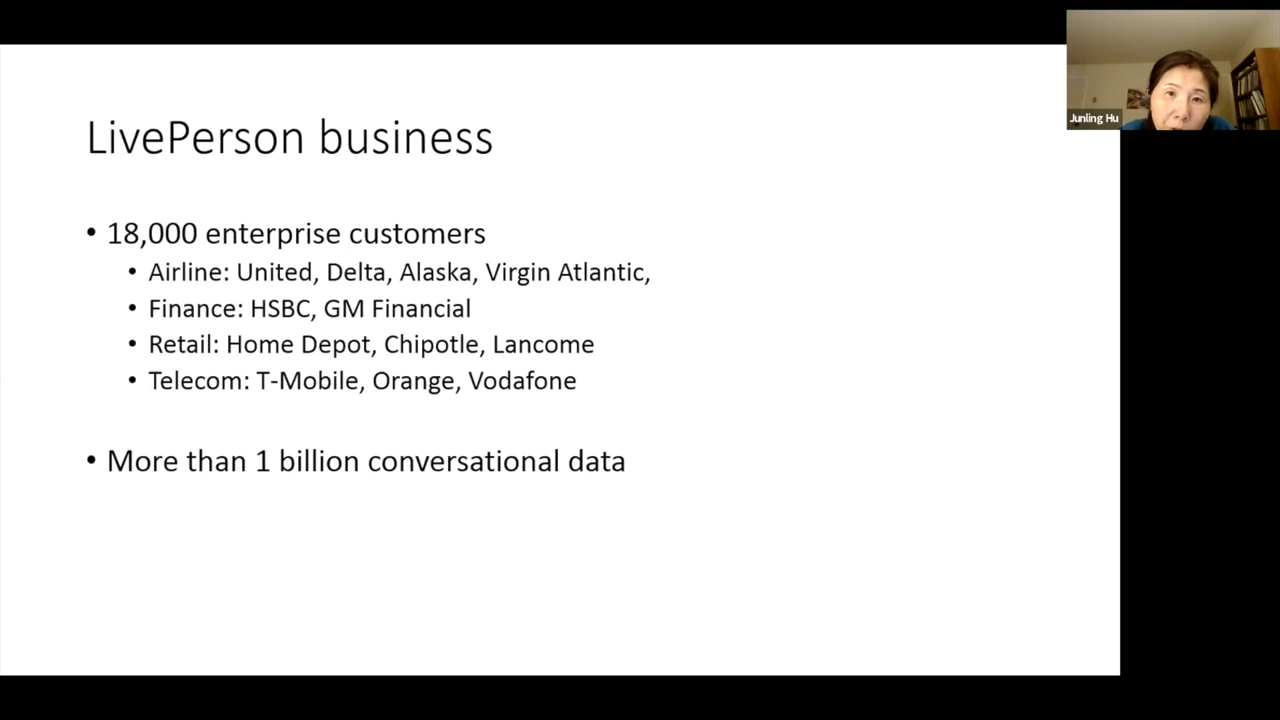 LivePerson business
• 18,000 enterprise customers
• Airline: United, Delta, Alaska, Virgin Atlantic,
• Finance: HSBC, GM Financial
• Retail: Home Depot, Chipotle, Lancome
• Telecom: T-Mobile, Orange, Vodafone
• More than 1 billion conversational data
Junling Hu